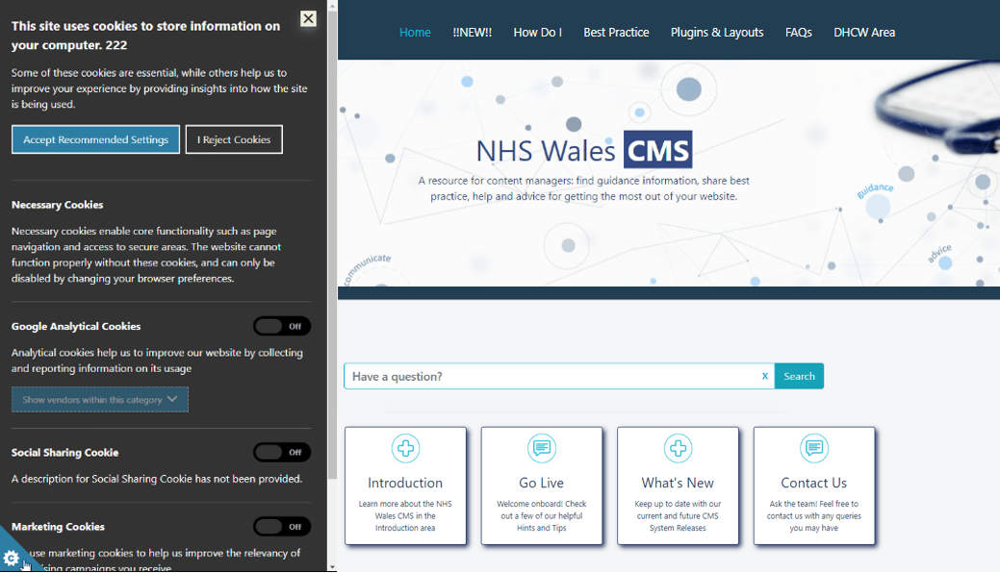 This site uses cookies to store information on
your computer. 222
Some of these cookies are essential, while others help us to
improve your experience by providing insights into how the site
is being used.
Accept Recommended Settings
I Reject Cookies
Necessary Cookies
Necessary cookies enable core functionality such as page
navigation and access to secure areas. The website cannot
function properly without these cookies, and can only be
disabled by changing your browser preferences.
Google Analytical Cookies
Off
Analytical cookies help us to improve our website by collecting
and reporting information on its usage
Show vendors within this category
Social Sharing Cookie
Off
A description for Social Sharing Cookie has not been provided.
Marketing Cookies
Off
use marketing cookies to help us improve the relevancy of
campaigns you receive
Home
!!NEW!!
How Do I
Best Practice
Plugins & Layouts
FAQs
DHCW Area
NHS Wales CMS
A resource for content managers: find guidance information, share best
practice, help and advice for getting the most out of your website.
guidance
advice
communicate
Have a question?
x
Search
Introduction
Learn more about the NHS
Wales CMS in the
Introduction area
Go Live
Welcome onboard! Check
out a few of our helpful
Hints and Tips
What's New
Keep up to date with our
current and future CMS
System Releases
Contact Us
Ask the team! Feel free to
contact us with any queries
you may have